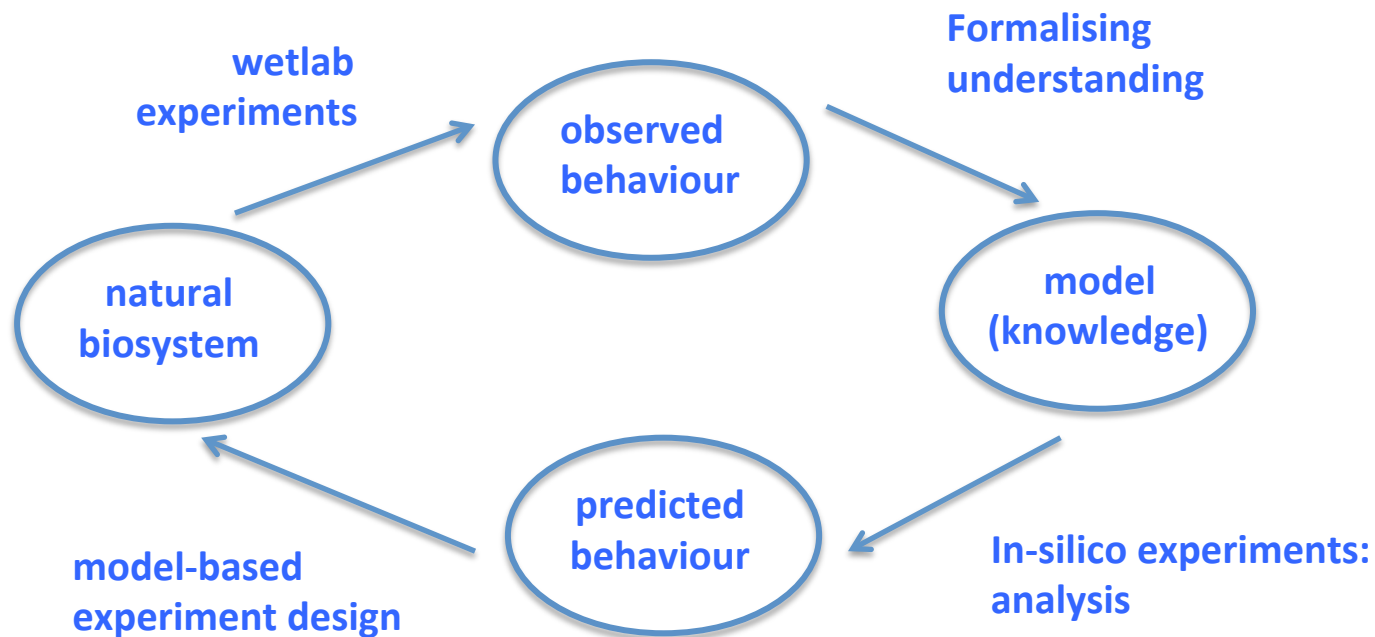 wetlab
experiments
observed
behaviour
Formalising
understanding
model
(knowledge)
In-silico experiments:
analysis
predicted
behaviour
model-based
experiment design
natural
biosystem